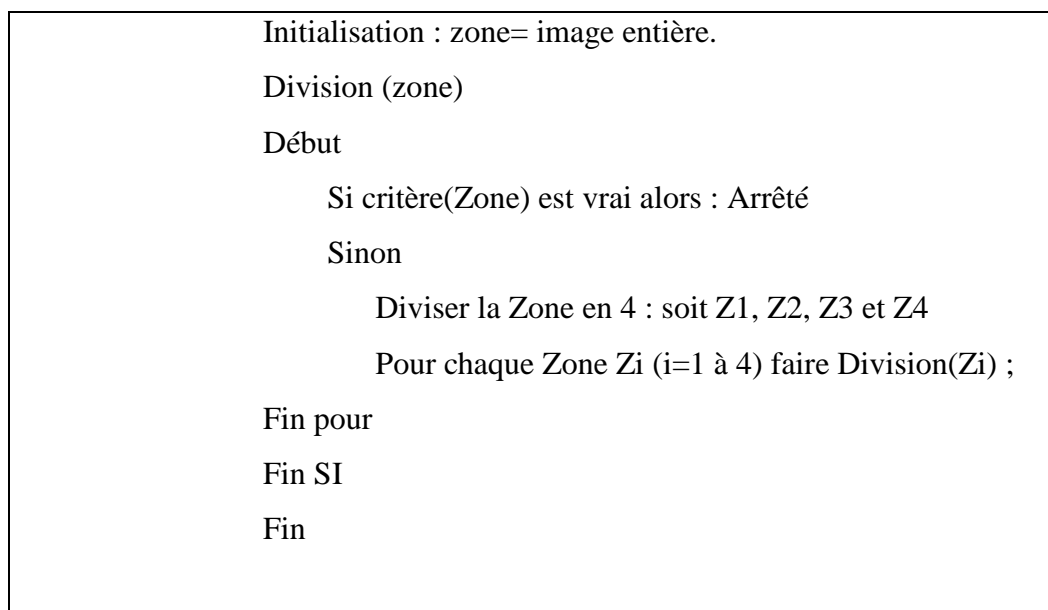 Initialisation : zone= image entière.
Division (zone)
Début
Si critère(Zone) est vrai alors : Arrêté
Sinon
Diviser la Zone en 4 : soit Z1, Z2, Z3 et Z4
Pour chaque Zone Zi (i=1 à 4) faire Division(Zi) ;
Fin pour
Fin SI
Fin